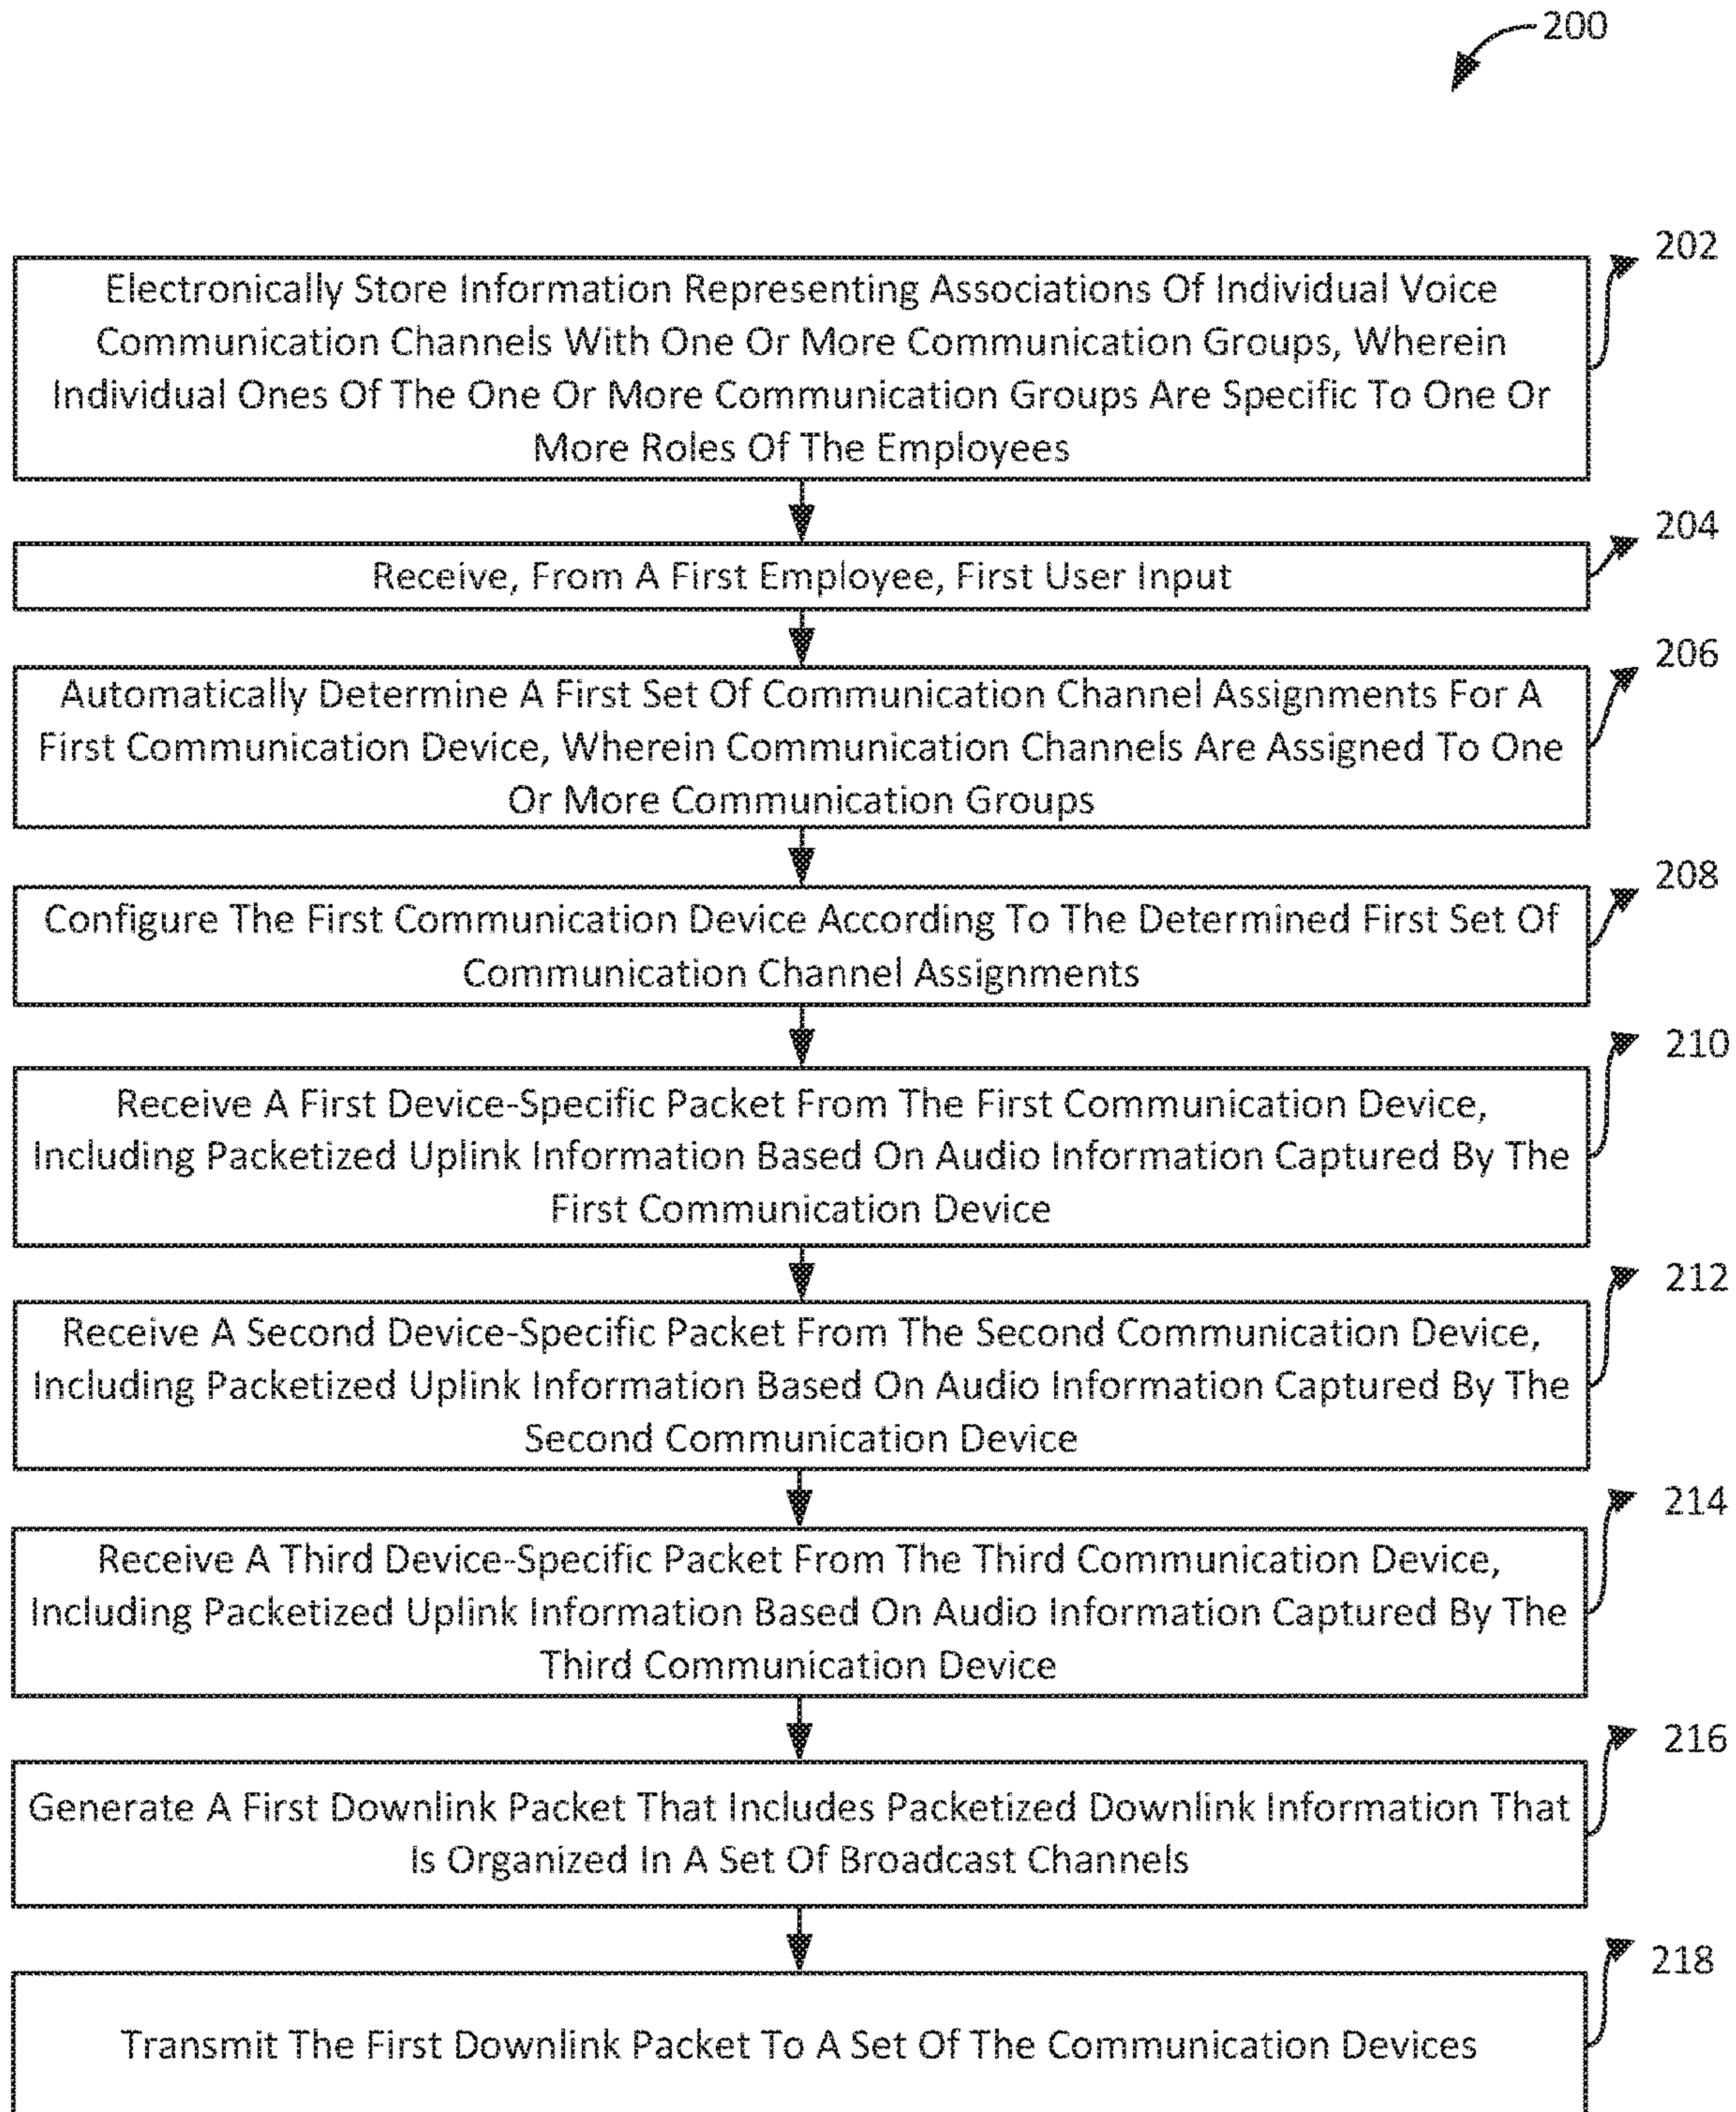 200
202
Electronically Store Information Representing Associations Of Individual Voice
Communication Channels With One Or More Communication Groups, Wherein
Individual Ones Of The One Or More Communication Groups Are Specific To One Or
More Roles Of The Employees
204
Receive, From A First Employee, First User Input
206
Automatically Determine A First Set Of Communication Channel Assignments For A
First Communication Device, Wherein Communication Channels Are Assigned To One
Or More Communication Groups
208
Configure The First Communication Device According To The Determined First Set Of
Communication Channel Assignments
210
Receive A First Device-Specific Packet From The First Communication Device,
Including Packetized Uplink Information Based On Audio Information Captured By The
First Communication Device
212
Receive A Second Device-Specific Packet From The Second Communication Device,
Including Packetized Uplink Information Based On Audio Information Captured By The
Second Communication Device
214
Receive A Third Device-Specific Packet From The Third Communication Device,
Including Packetized Uplink Information Based On Audio Information Captured By The
Third Communication Device
216
Generate A First Downlink Packet That Includes Packetized Downlink Information That
Is Organized In A Set Of Broadcast Channels
218
Transmit The First Downlink Packet To A Set Of The Communication Devices